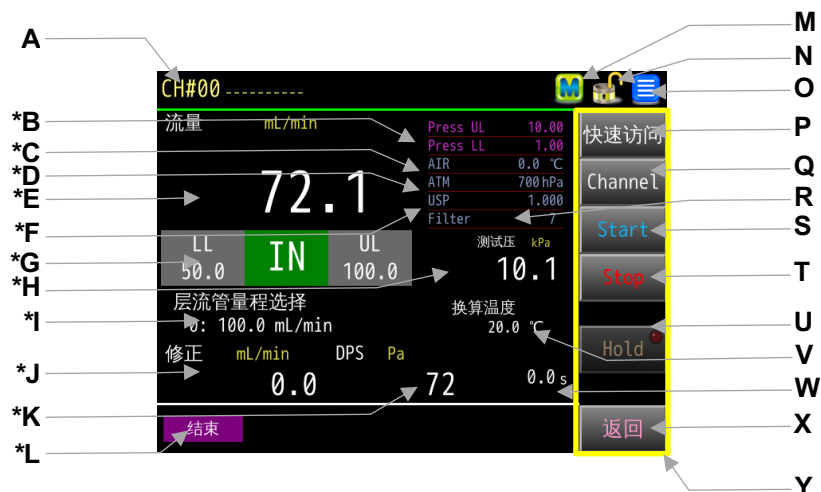 A
M
N
O
CH#00 ----------
M
*B
*C
*D
*E
*F
*G
*H
*I
*J
*K
*L
流量 mL/min
72.1
Press UL 10.00
Press LL 1.00
AIR 0.0 ℃
ATM 700 hPa
USP 1.000
Filter 7
LL
50.0
IN
UL
100.0
测试压 kPa
10.1
层流管量程选择
0: 100.0 mL/min
换算温度
20.0 ℃
修正 mL/min DPS Pa
0.0 72 0.0 s
结束
快速访问
Channel
Start
Stop
Hold
返回
P
Q
R
S
T
U
V
W
X
Y